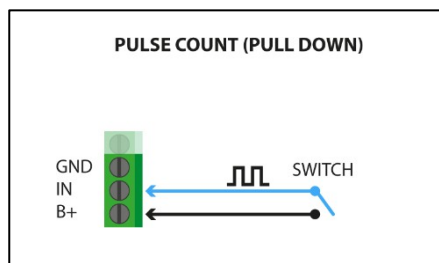 PULSE COUNT (PULL DOWN)
GND
IN
SWITCH
B+